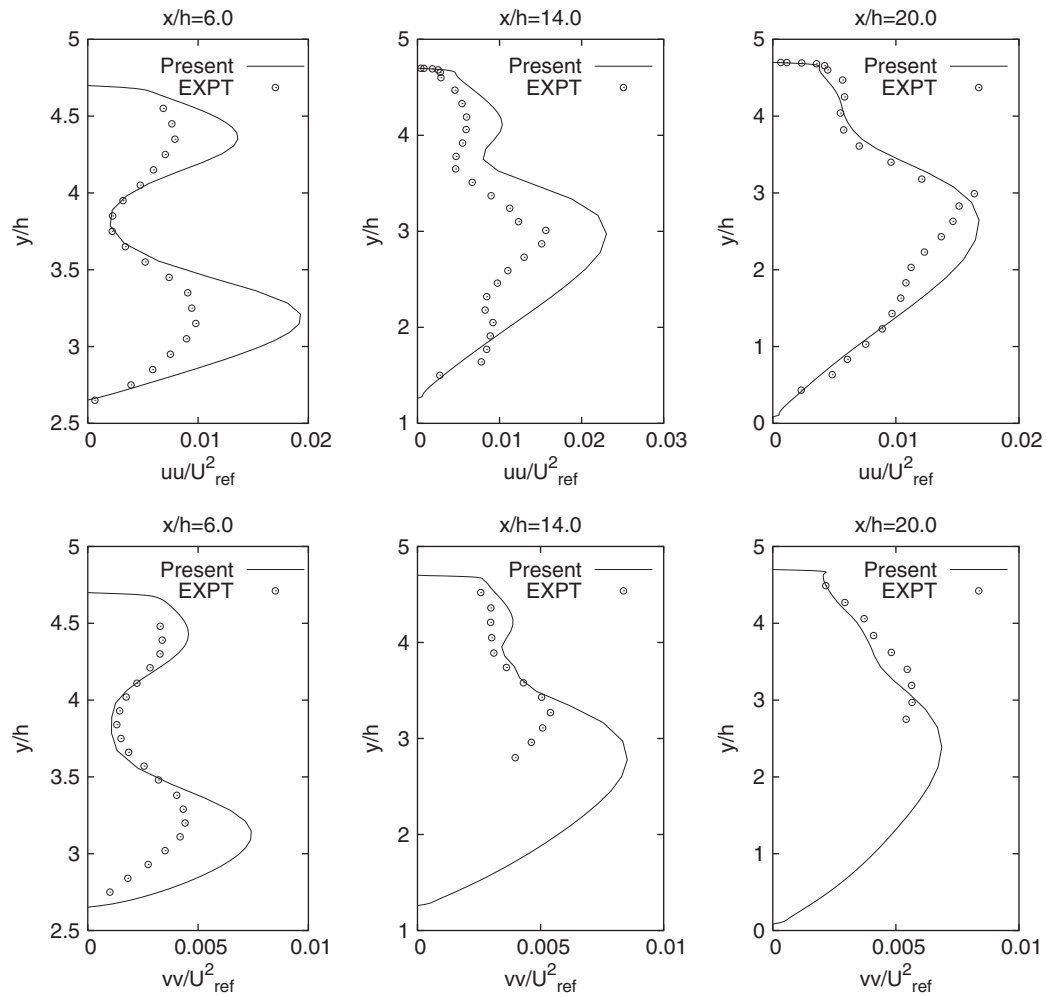 x/h=6.0
5
4.5
4
3.5
3
2.5
y/h
Present
EXPT
0
0.01
0.02
uu/U²ref
x/h=14.0
5
4
3
2
1
y/h
Present
EXPT
0
0.01
0.02
0.03
uu/U²ref
x/h=20.0
5
4
3
2
1
0
y/h
Present
EXPT
0
0.01
0.02
uu/U²ref
x/h=6.0
5
4.5
4
3.5
3
2.5
y/h
Present
EXPT
0
0.005
0.01
vv/U²ref
x/h=14.0
5
4
3
2
1
y/h
Present
EXPT
0
0.005
0.01
vv/U²ref
x/h=20.0
5
4
3
2
1
0
y/h
Present
EXPT
0
0.005
0.01
vv/U²ref